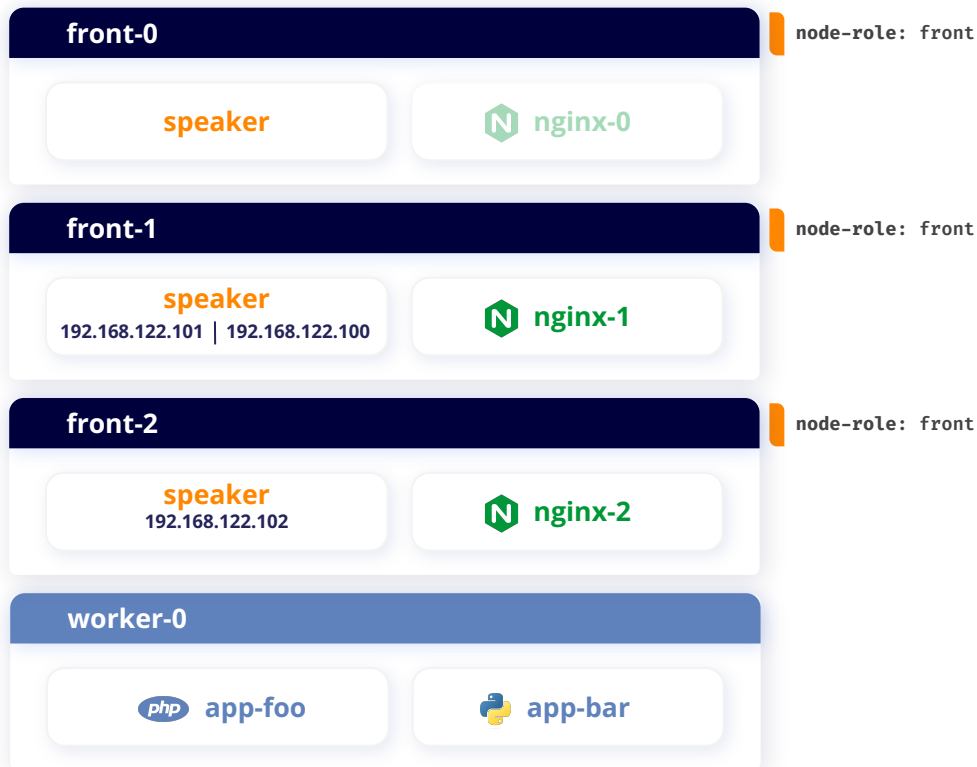 front-0
node-role: front
speaker
N nginx-0
front-1
node-role: front
speaker
192.168.122.101 | 192.168.122.100
N nginx-1
front-2
node-role: front
speaker
192.168.122.102
N nginx-2
worker-0
php app-foo
app-bar